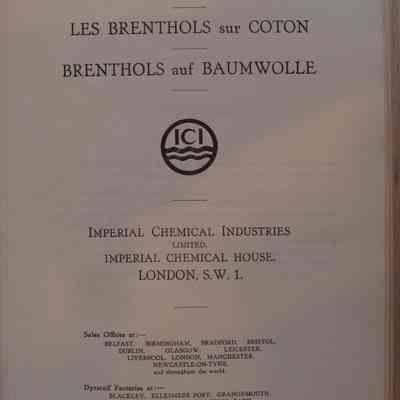 LES BRENTHOLS sur COTON
BRENTHOLS auf BAUMWOLLE
ICI
IMPERIAL CHEMICAL INDUSTRIES
LIMITED,
IMPERIAL CHEMICAL HOUSE,
LONDON, S.W. 1.
Sales Offices at:—
BELFAST, BIRMINGHAM, BRADFORD, BRISTOL,
DUBLIN, GLASGOW, LEICESTER,
LIVERPOOL, LONDON, MANCHESTER,
NEWCASTLE-ON-TYNE,
and throughout the world.
Dyestuff Factories at:—
BLACKLEY, ELLESMERE PORT, GRANGEMOUTH,